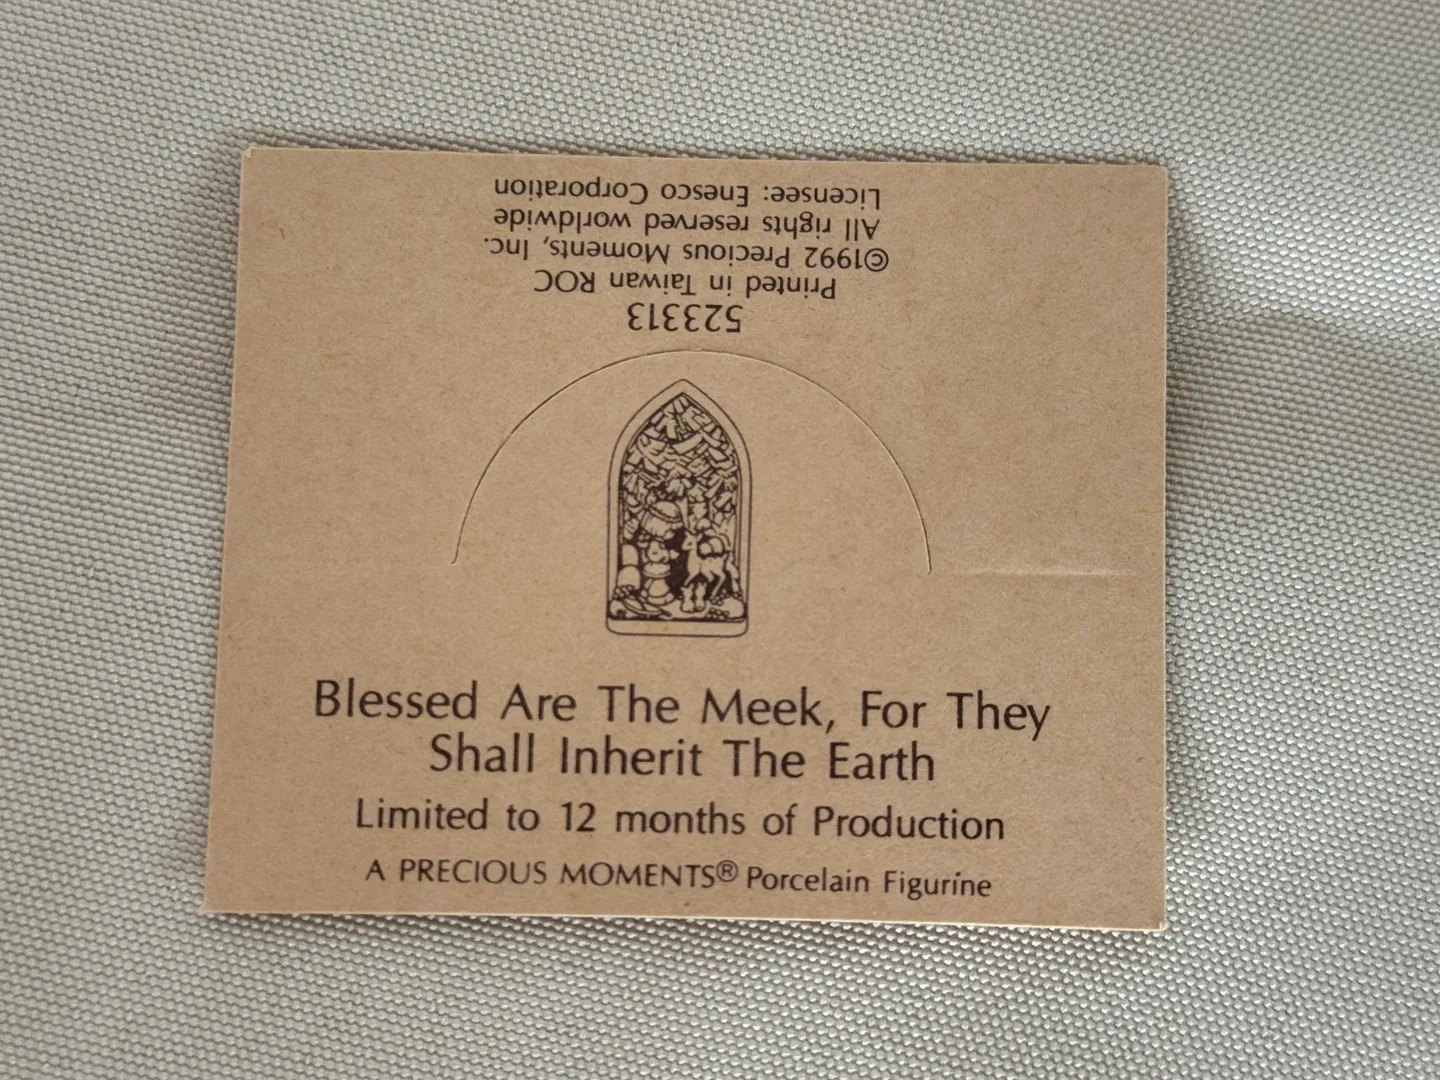 Licensee: Enesco Corporation
All rights reserved worldwide
©1992 Precious Moments, Inc.
Printed in Taiwan ROC
523313
Blessed Are The Meek, For They
Shall Inherit The Earth
Limited to 12 months of Production
A PRECIOUS MOMENTS® Porcelain Figurine